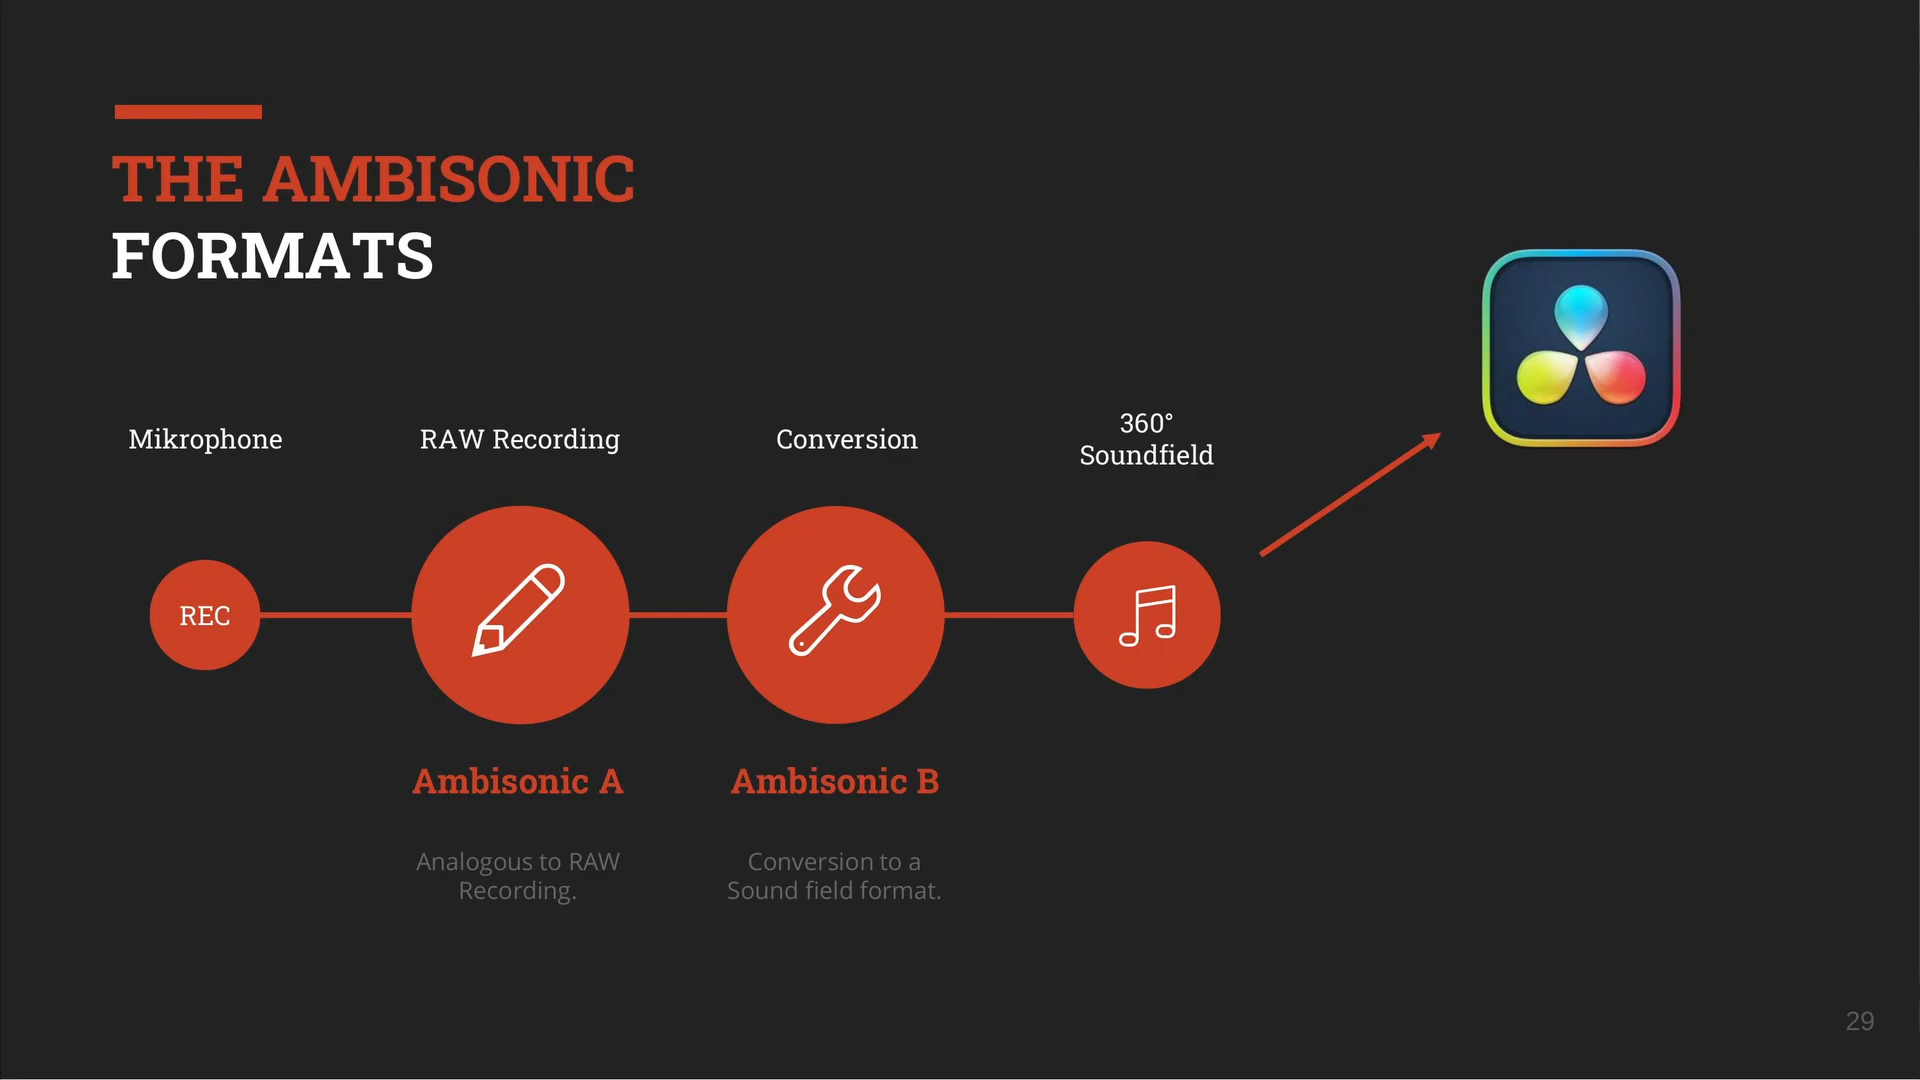 THE AMBISONIC
FORMATS
Mikrophone
RAW Recording
Conversion
360°
Soundfield
REC
Ambisonic A
Ambisonic B
Analogous to RAW
Recording.
Conversion to a
Sound field format.
29